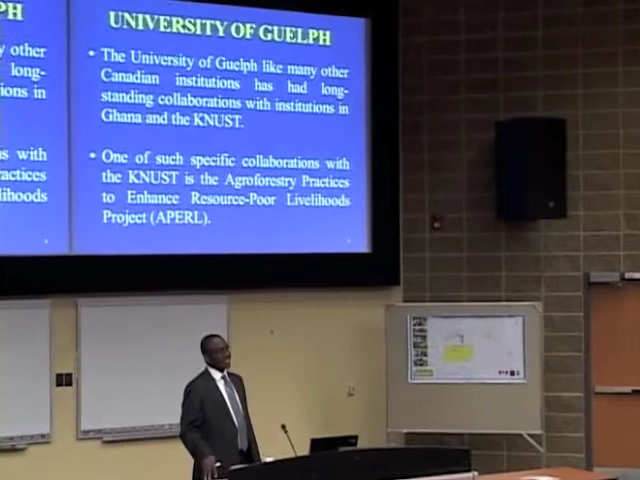 PH
y other
long-
ions in
s with
ractices
lihoods
UNIVERSITY OF GUELPH
• The University of Guelph like many other
Canadian institutions has had long-
standing collaborations with institutions in
Ghana and the KNUST.
• One of such specific collaborations with
the KNUST is the Agroforestry Practices
to Enhance Resource-Poor Livelihoods
Project (APERL).